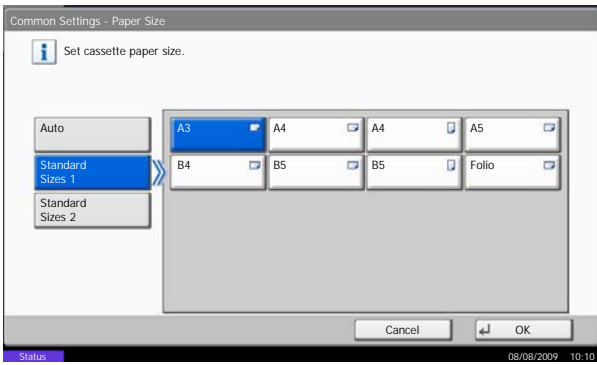 Common Settings - Paper Size
i Set cassette paper size.
Auto
A3 A4 A4 A5
Standard
Sizes 1
B4 B5 B5 Folio
Standard
Sizes 2
Cancel OK
Status 08/08/2009 10:10